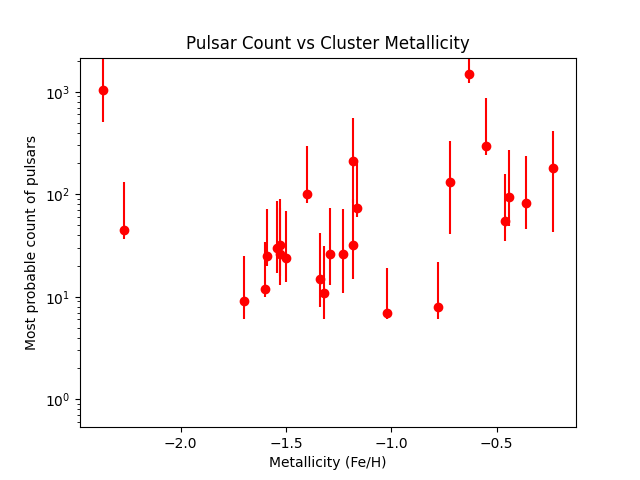 Pulsar Count vs Cluster Metallicity
Most probable count of pulsars
10³
10²
10¹
10⁰
−2.0 −1.5 −1.0 −0.5
Metallicity (Fe/H)